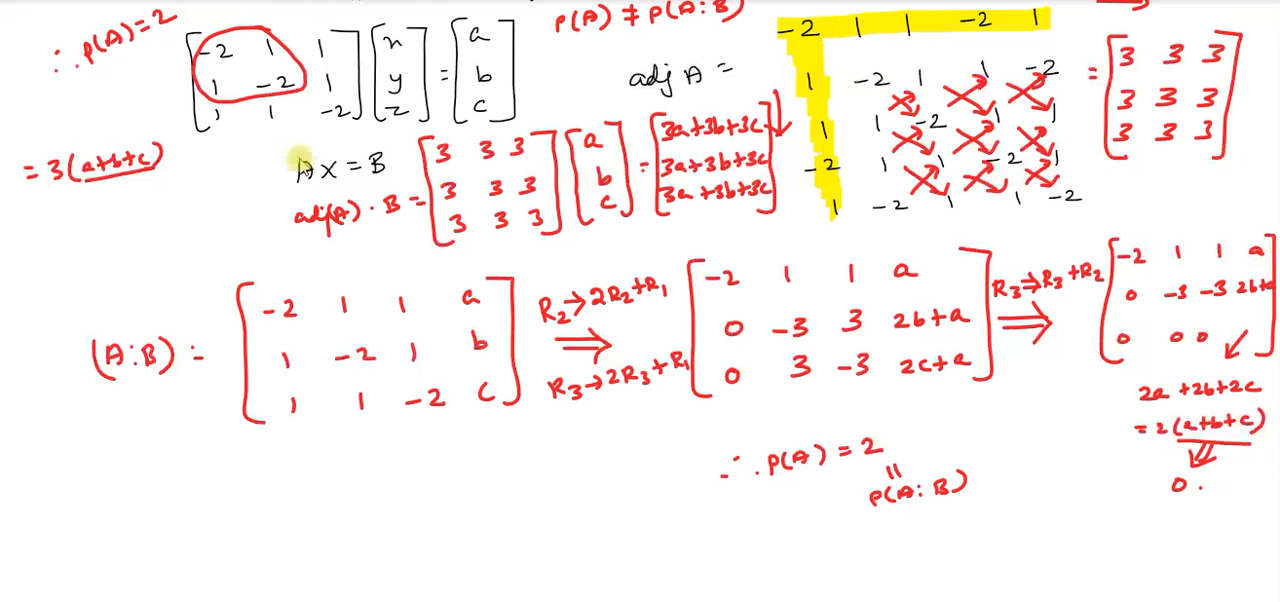 ∴ ρ(A)=2
ρ(A) ≠ ρ(A:B)
[-2 1 1] [x] = [a]
[1 -2 1] [y] = [b]
[1 1 -2] [z] = [c]
adj A =
-2 1 1 -2 1
1 -2 1 1 -2
1 1 -2 1 1
-2 1 1 -2 1
1 -2 1 1 -2
= [3 3 3]
[3 3 3]
[3 3 3]
= 3(a+b+c)
AX = B
adj(A) · B = [3 3 3] [a] = [3a+3b+3c]
[3 3 3] [b] [3a+3b+3c]
[3 3 3] [c] [3a+3b+3c]
(A:B) =
[-2 1 1 a]
[1 -2 1 b]
[1 1 -2 c]
R2→2R2+R1
⇒
R3→2R3+R1
[-2 1 1 a]
[0 -3 3 2b+a]
[0 3 -3 2c+a]
R3→R3+R2
⇒
[-2 1 1 a]
[0 -3 -3 2b+a]
[0 0 0 ↙]
2a+2b+2c
= 2(a+b+c)
⇓
0.
∴ ρ(A) = 2
=
ρ(A:B)